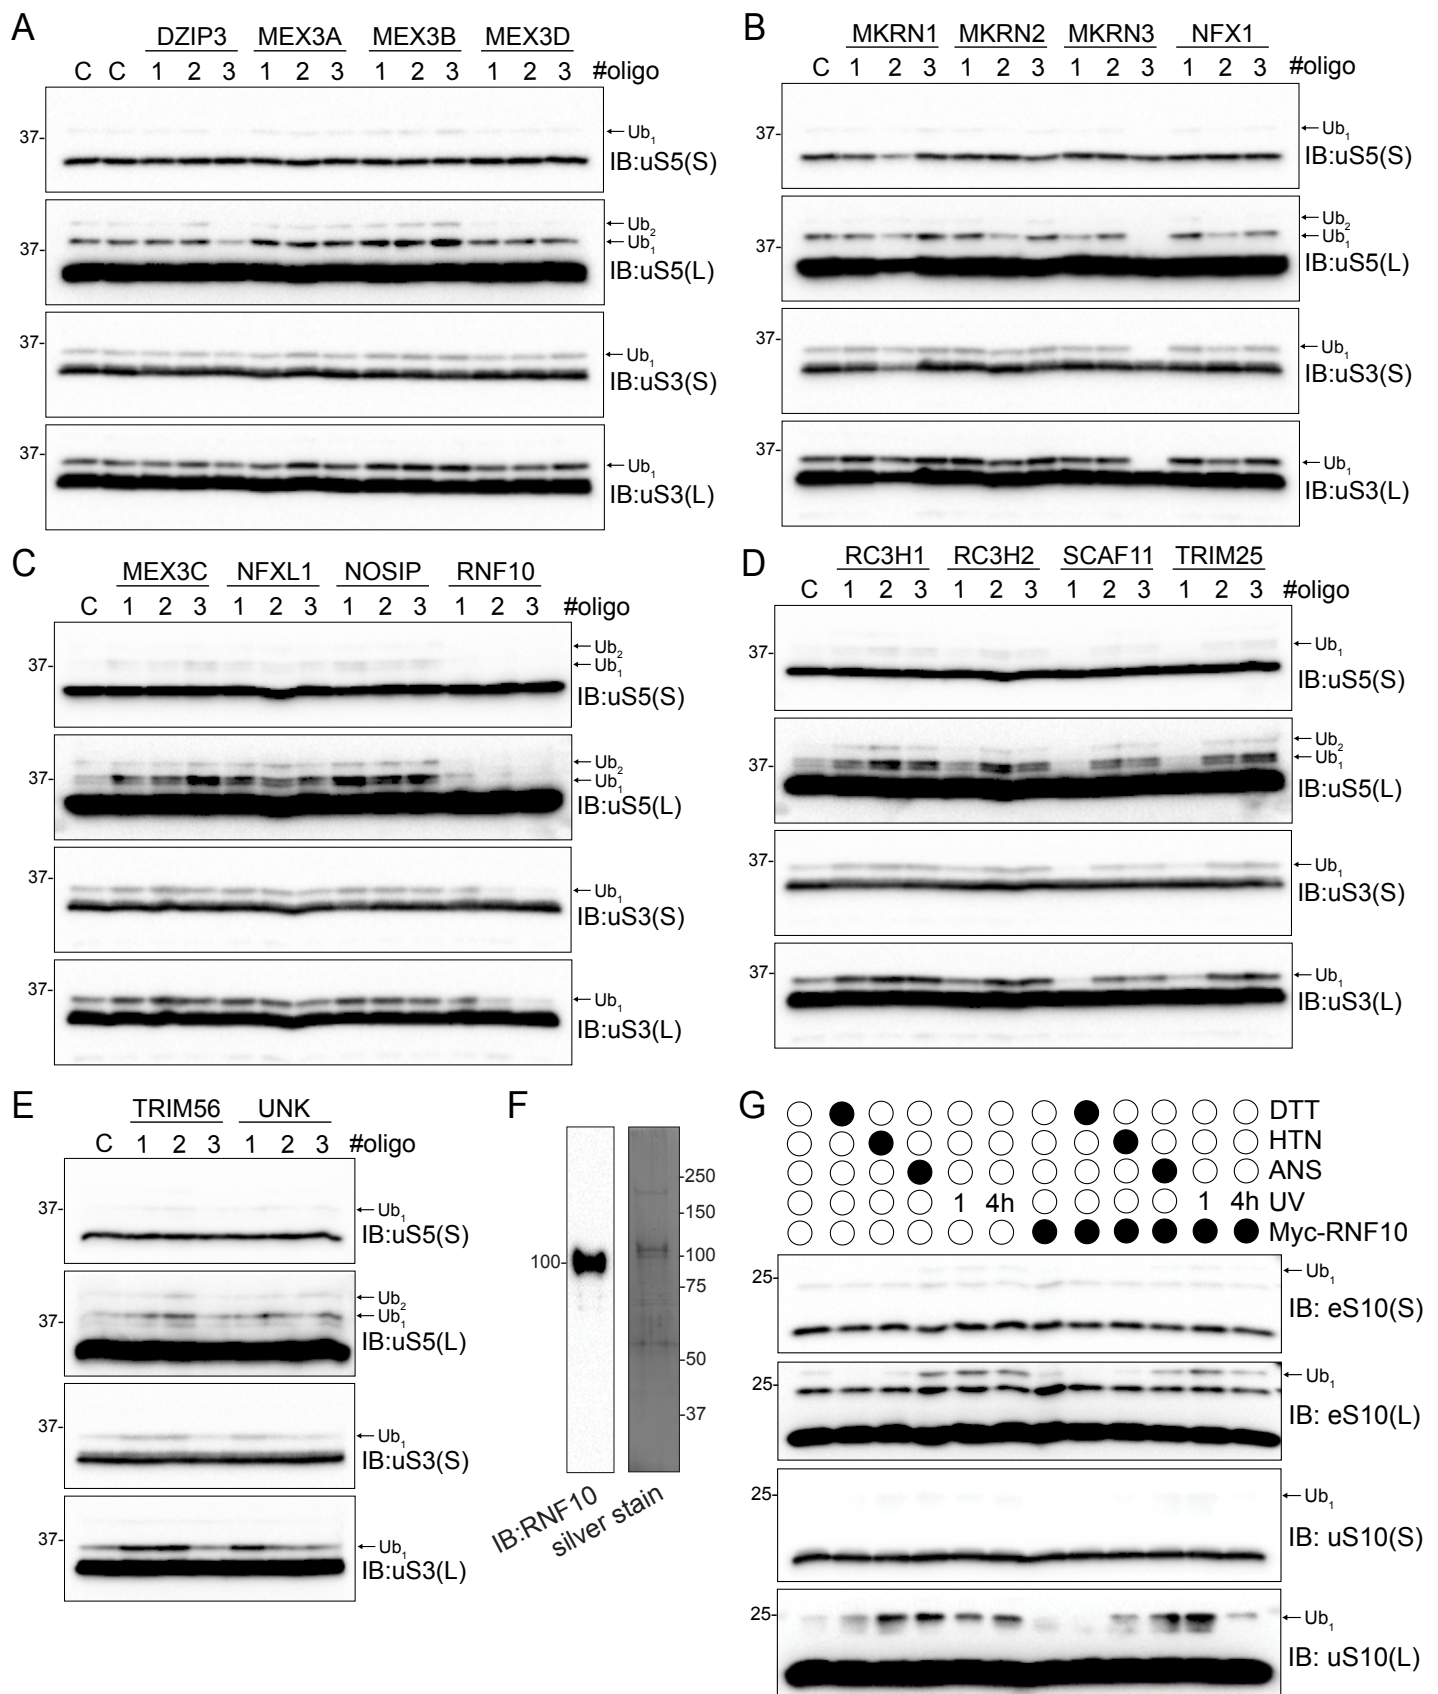 A
DZIP3 MEX3A MEX3B MEX3D
C C 1 2 3 1 2 3 1 2 3 1 2 3 #oligo
37- ←Ub1
IB:uS5(S)
←Ub2
37- ←Ub1
IB:uS5(L)
37- ←Ub1
IB:uS3(S)
37- ←Ub1
IB:uS3(L)
B
MKRN1 MKRN2 MKRN3 NFX1
C 1 2 3 1 2 3 1 2 3 1 2 3 #oligo
37- ←Ub1
IB:uS5(S)
←Ub2
37- ←Ub1
IB:uS5(L)
37- ←Ub1
IB:uS3(S)
37- ←Ub1
IB:uS3(L)
C
MEX3C NFXL1 NOSIP RNF10
C 1 2 3 1 2 3 1 2 3 1 2 3 #oligo
←Ub2
37- ←Ub1
IB:uS5(S)
←Ub2
37- ←Ub1
IB:uS5(L)
37- ←Ub1
IB:uS3(S)
37- ←Ub1
IB:uS3(L)
D
RC3H1 RC3H2 SCAF11 TRIM25
C 1 2 3 1 2 3 1 2 3 1 2 3 #oligo
37- ←Ub1
IB:uS5(S)
←Ub2
37- ←Ub1
IB:uS5(L)
37- ←Ub1
IB:uS3(S)
37- ←Ub1
IB:uS3(L)
E
TRIM56 UNK
C 1 2 3 1 2 3 #oligo
37- ←Ub1
IB:uS5(S)
←Ub2
37- ←Ub1
IB:uS5(L)
37- ←Ub1
IB:uS3(S)
37- ←Ub1
IB:uS3(L)
F
100-
-250
-150
-100
-75
-50
-37
IB:RNF10
silver stain
G
DTT
HTN
ANS
1 4h 1 4h UV
Myc-RNF10
25- ←Ub1
IB: eS10(S)
25- ←Ub1
IB: eS10(L)
25- ←Ub1
IB: uS10(S)
25- ←Ub1
IB: uS10(L)